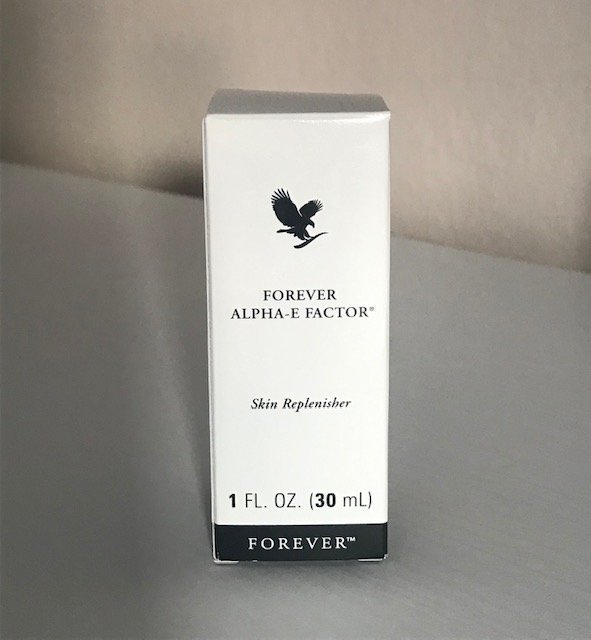 FOREVER
ALPHA-E FACTOR®
Skin Replenisher
1 FL. OZ. (30 mL)
FOREVER™